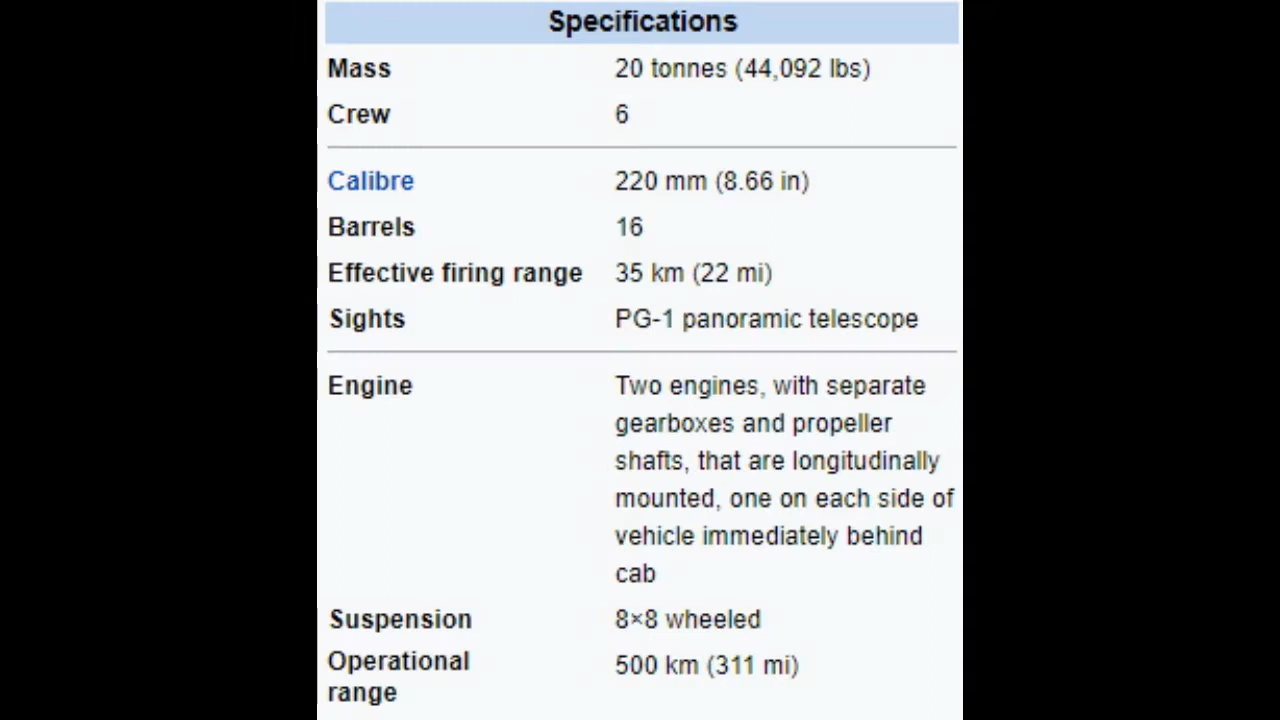 Specifications
Mass 20 tonnes (44,092 lbs)
Crew 6
Calibre 220 mm (8.66 in)
Barrels 16
Effective firing range 35 km (22 mi)
Sights PG-1 panoramic telescope
Engine Two engines, with separate
gearboxes and propeller
shafts, that are longitudinally
mounted, one on each side of
vehicle immediately behind
cab
Suspension 8×8 wheeled
Operational
range 500 km (311 mi)